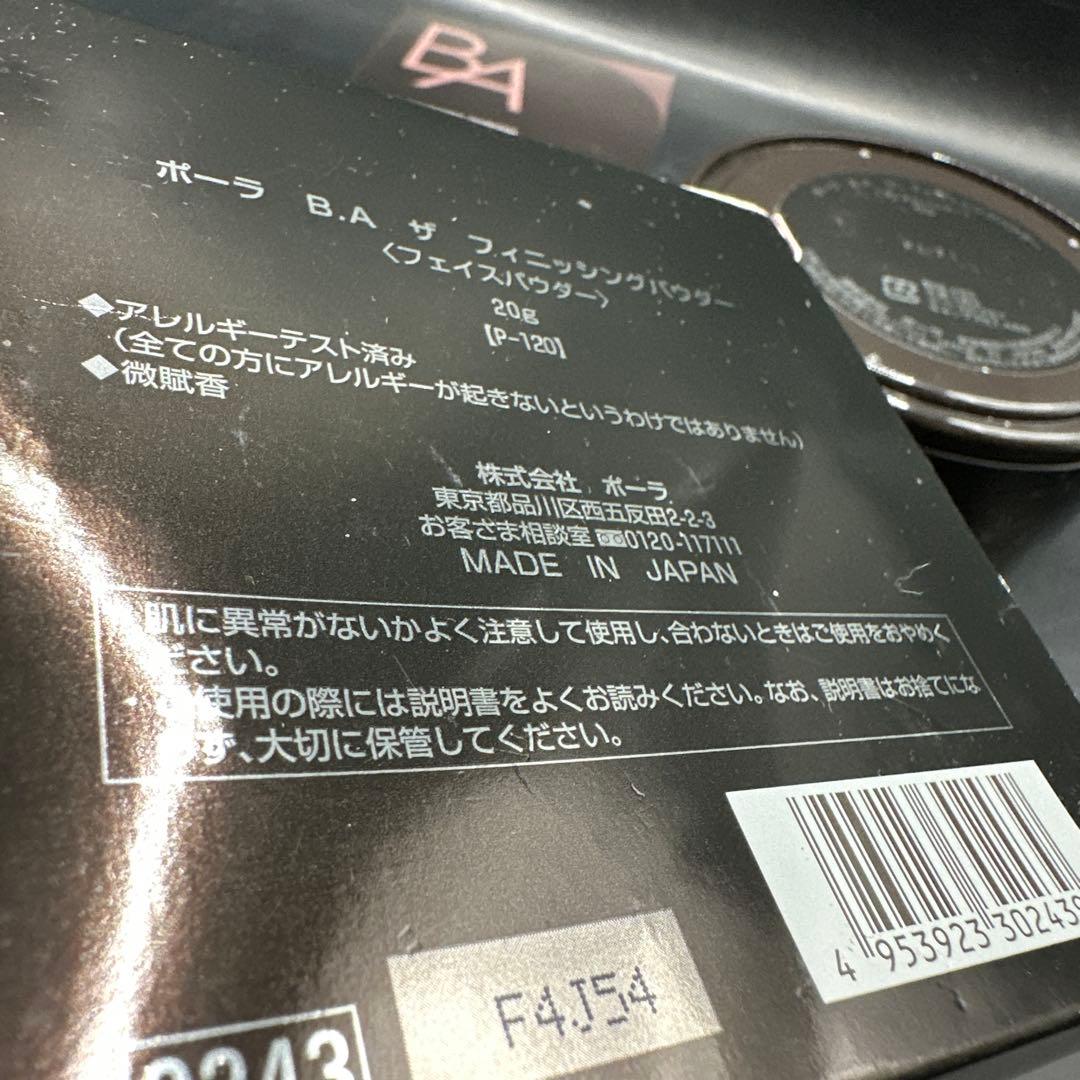 BA
ポーラ B.A ザ フィニッシングパウダー
〈フェイスパウダー〉
20g
【P-120】
◆アレルギーテスト済み
(全ての方にアレルギーが起きないというわけではありません)
◆微賦香
株式会社 ポーラ
東京都品川区西五反田2-2-3
お客さま相談室 0120-117111
MADE IN JAPAN
肌に異常がないかよく注意して使用し、合わないときはご使用をおやめく
ださい。
使用の際には説明書をよくお読みください。なお、説明書はお捨てにな
ず、大切に保管してください。
4 953923 302439
F4J54
0243